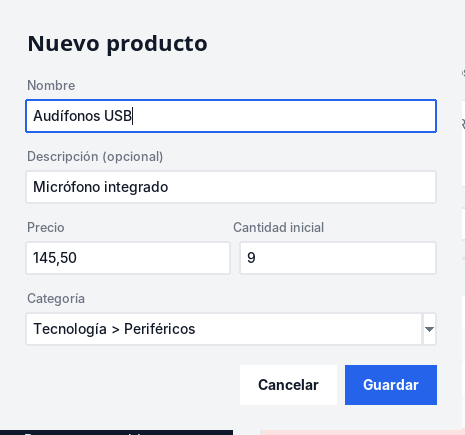 Nuevo producto
Nombre
Audífonos USB
Descripción (opcional)
Micrófono integrado
Precio Cantidad inicial
145,50 9
Categoría
Tecnología > Periféricos
Cancelar Guardar